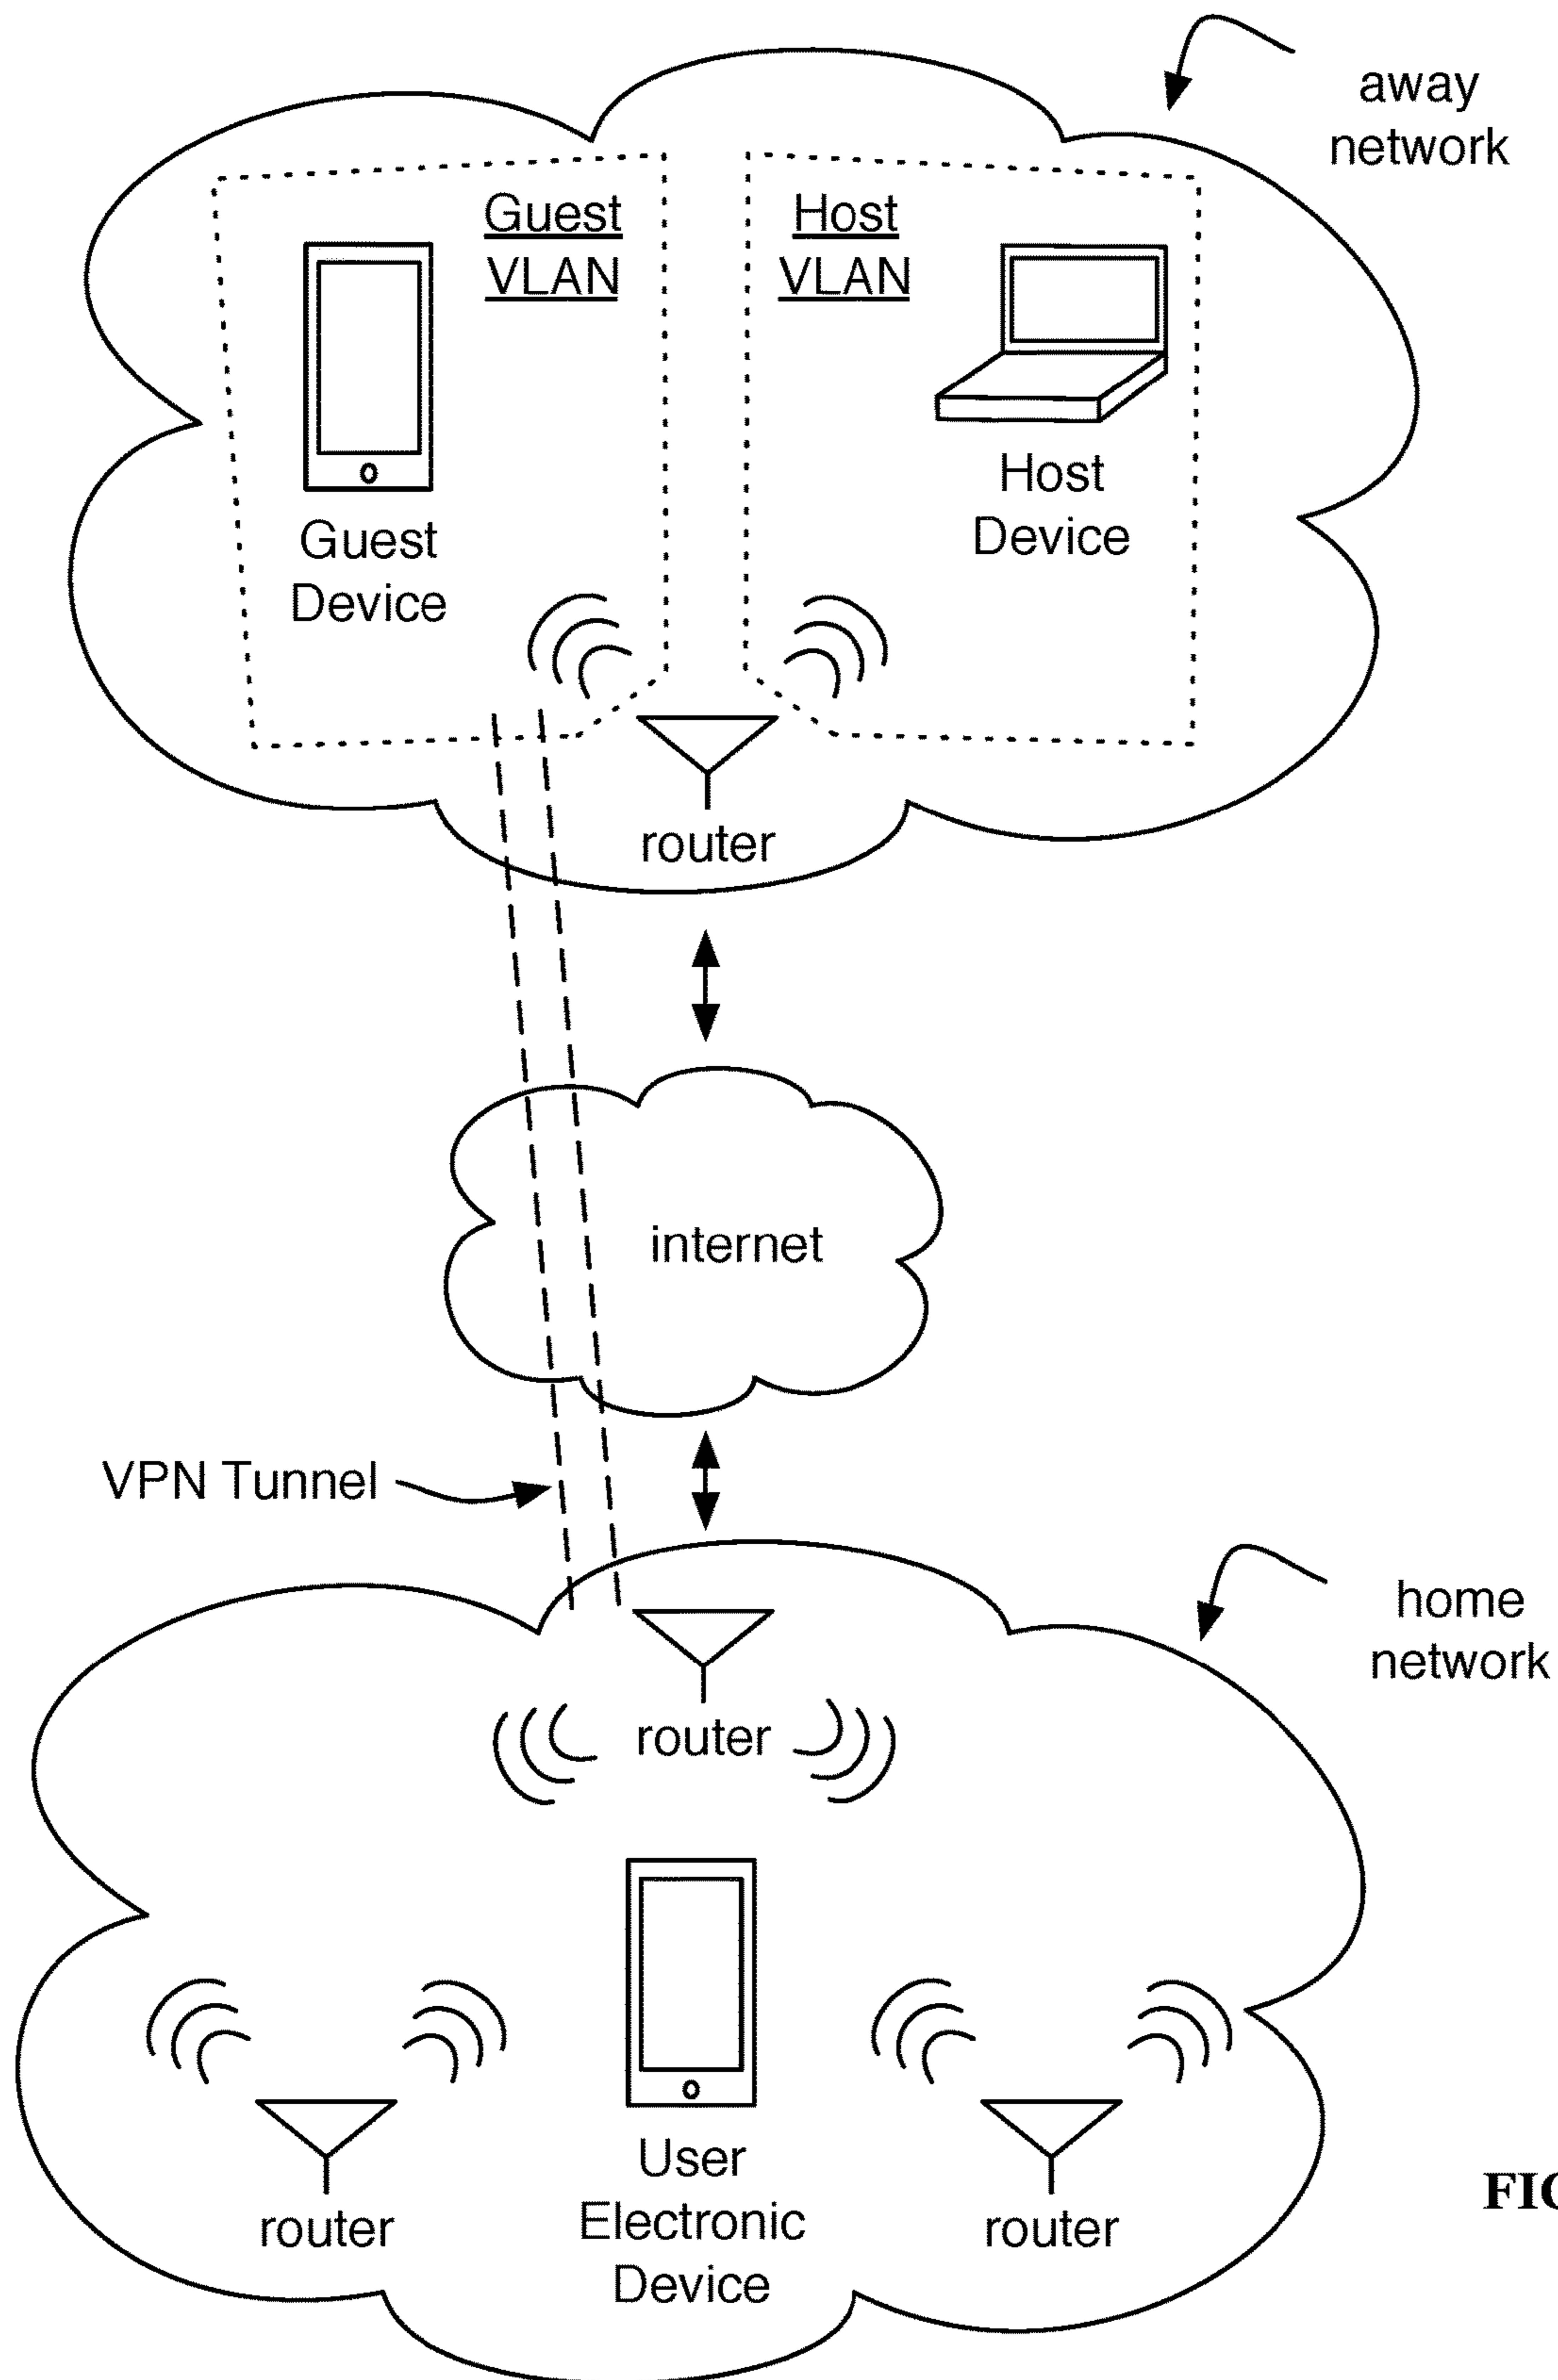 away
network
Guest
VLAN
Host
VLAN
Host
Device
Guest
Device
router
internet
VPN Tunnel
home
network
router
router
User
Electronic
Device
router